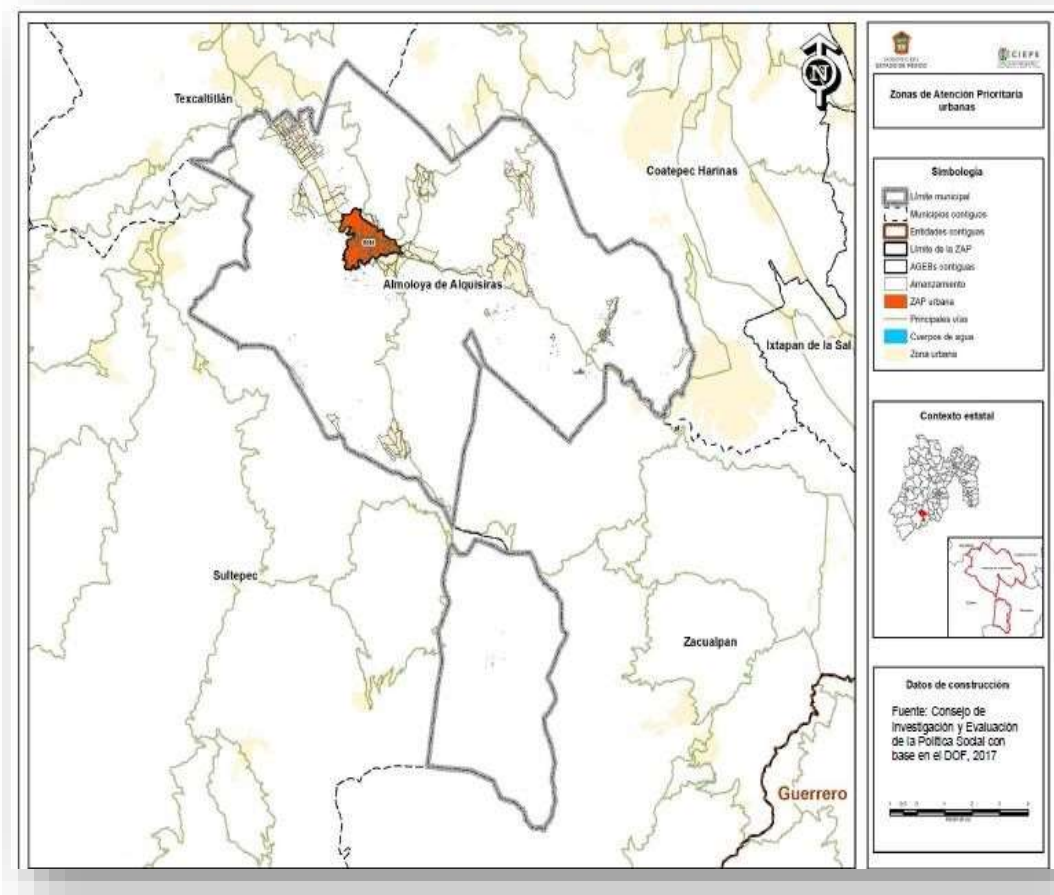 Texcaltitlán
Coatepec Harinas
Almoloya de Alquisiras
Ixtapan de la Sal
Sultepec
Zacualpan
Guerrero
N
CIEPS
Zonas de Atención Prioritaria
urbanas
Simbología
Límite municipal
Municipios contiguos
Entidades contiguas
Límite de la ZAP
AGEBs contiguas
Amanzamiento
ZAP urbana
Principales vías
Cuerpos de agua
Zona urbana
Contexto estatal
Datos de construcción
Fuente: Consejo de
Investigación y Evaluación
de la Política Social con
base en el DOF, 2017